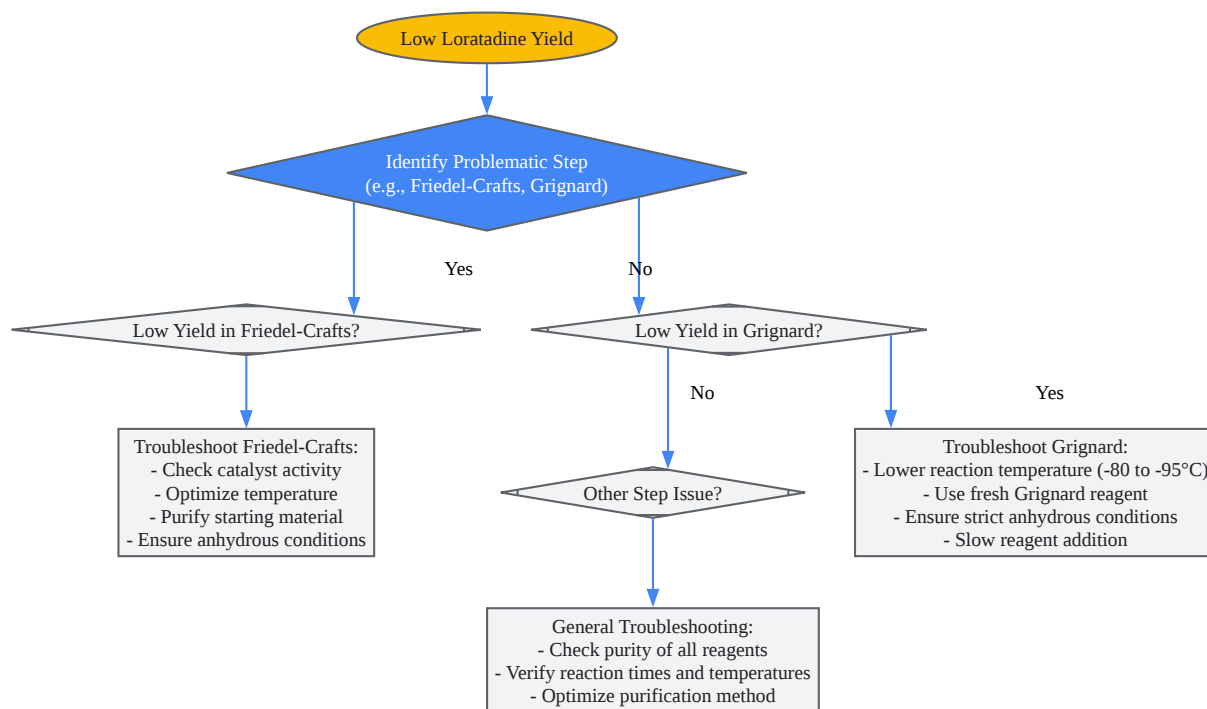 Low Loratadine Yield
Identify Problematic Step
(e.g., Friedel-Crafts, Grignard)
Yes
No
Low Yield in Friedel-Crafts?
Low Yield in Grignard?
No
Yes
Troubleshoot Friedel-Crafts:
- Check catalyst activity
- Optimize temperature
- Purify starting material
- Ensure anhydrous conditions
Other Step Issue?
Troubleshoot Grignard:
- Lower reaction temperature (-80 to -95°C)
- Use fresh Grignard reagent
- Ensure strict anhydrous conditions
- Slow reagent addition
General Troubleshooting:
- Check purity of all reagents
- Verify reaction times and temperatures
- Optimize purification method